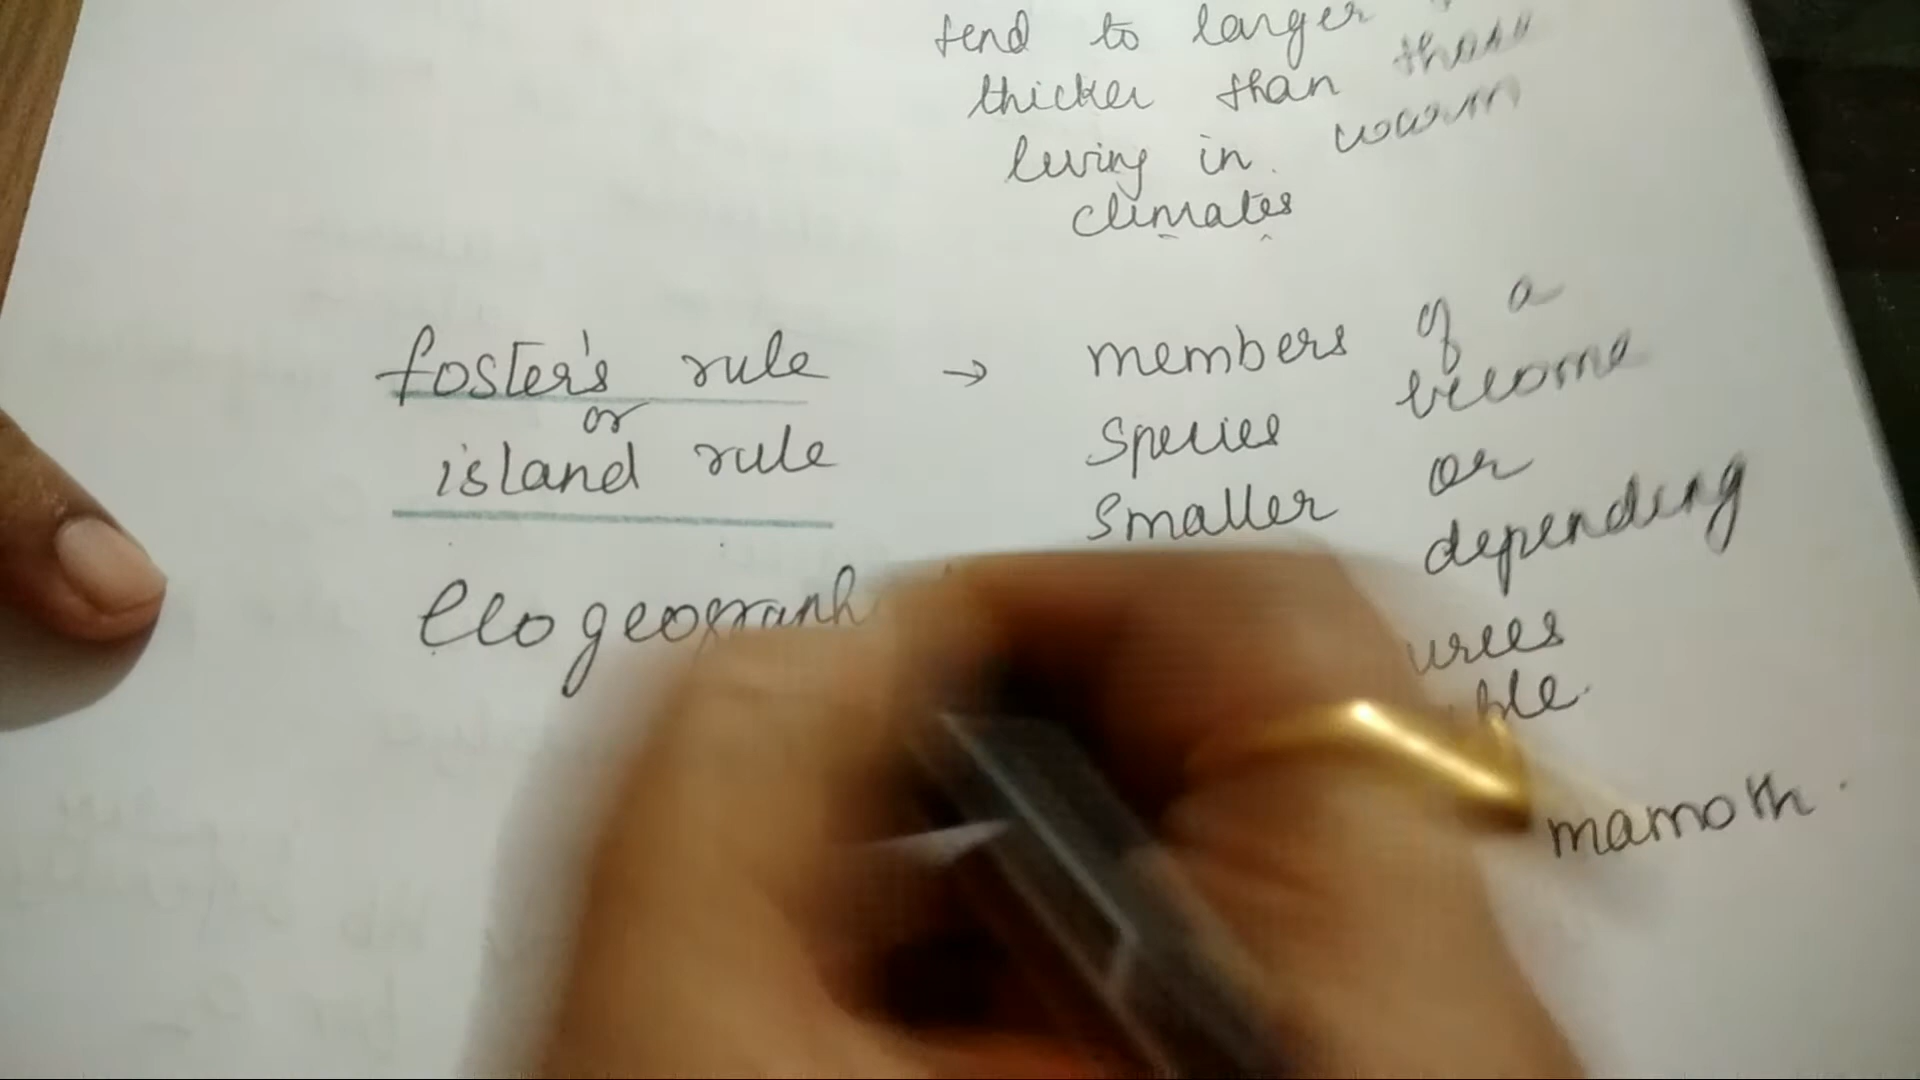 tend to larger
thicker than those
living in warm
climates
foster's rule → members of a
or
island rule
species become
smaller or
depending
mamoth.